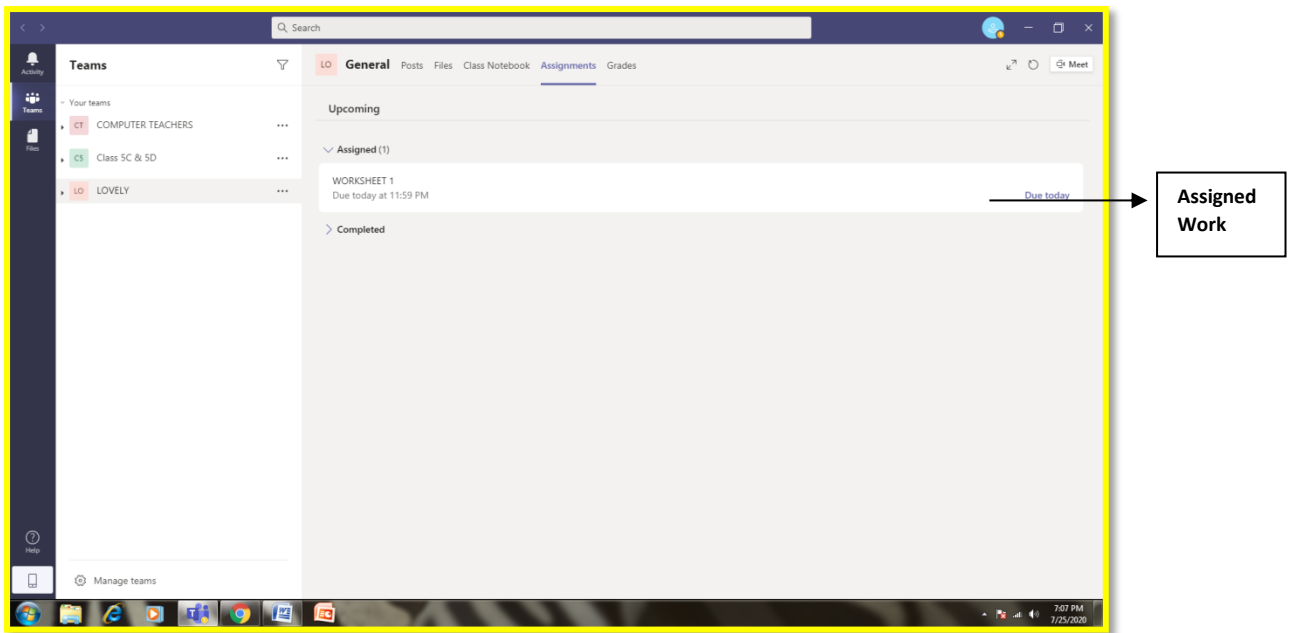 Search
Activity
Teams
Files
Help
Teams
Your teams
CT COMPUTER TEACHERS
CS Class 5C & 5D
LO LOVELY
Manage teams
LO General Posts Files Class Notebook Assignments Grades
Meet
Upcoming
Assigned (1)
WORKSHEET 1
Due today at 11:59 PM
Due today
Completed
Assigned
Work
7:07 PM
7/25/2020